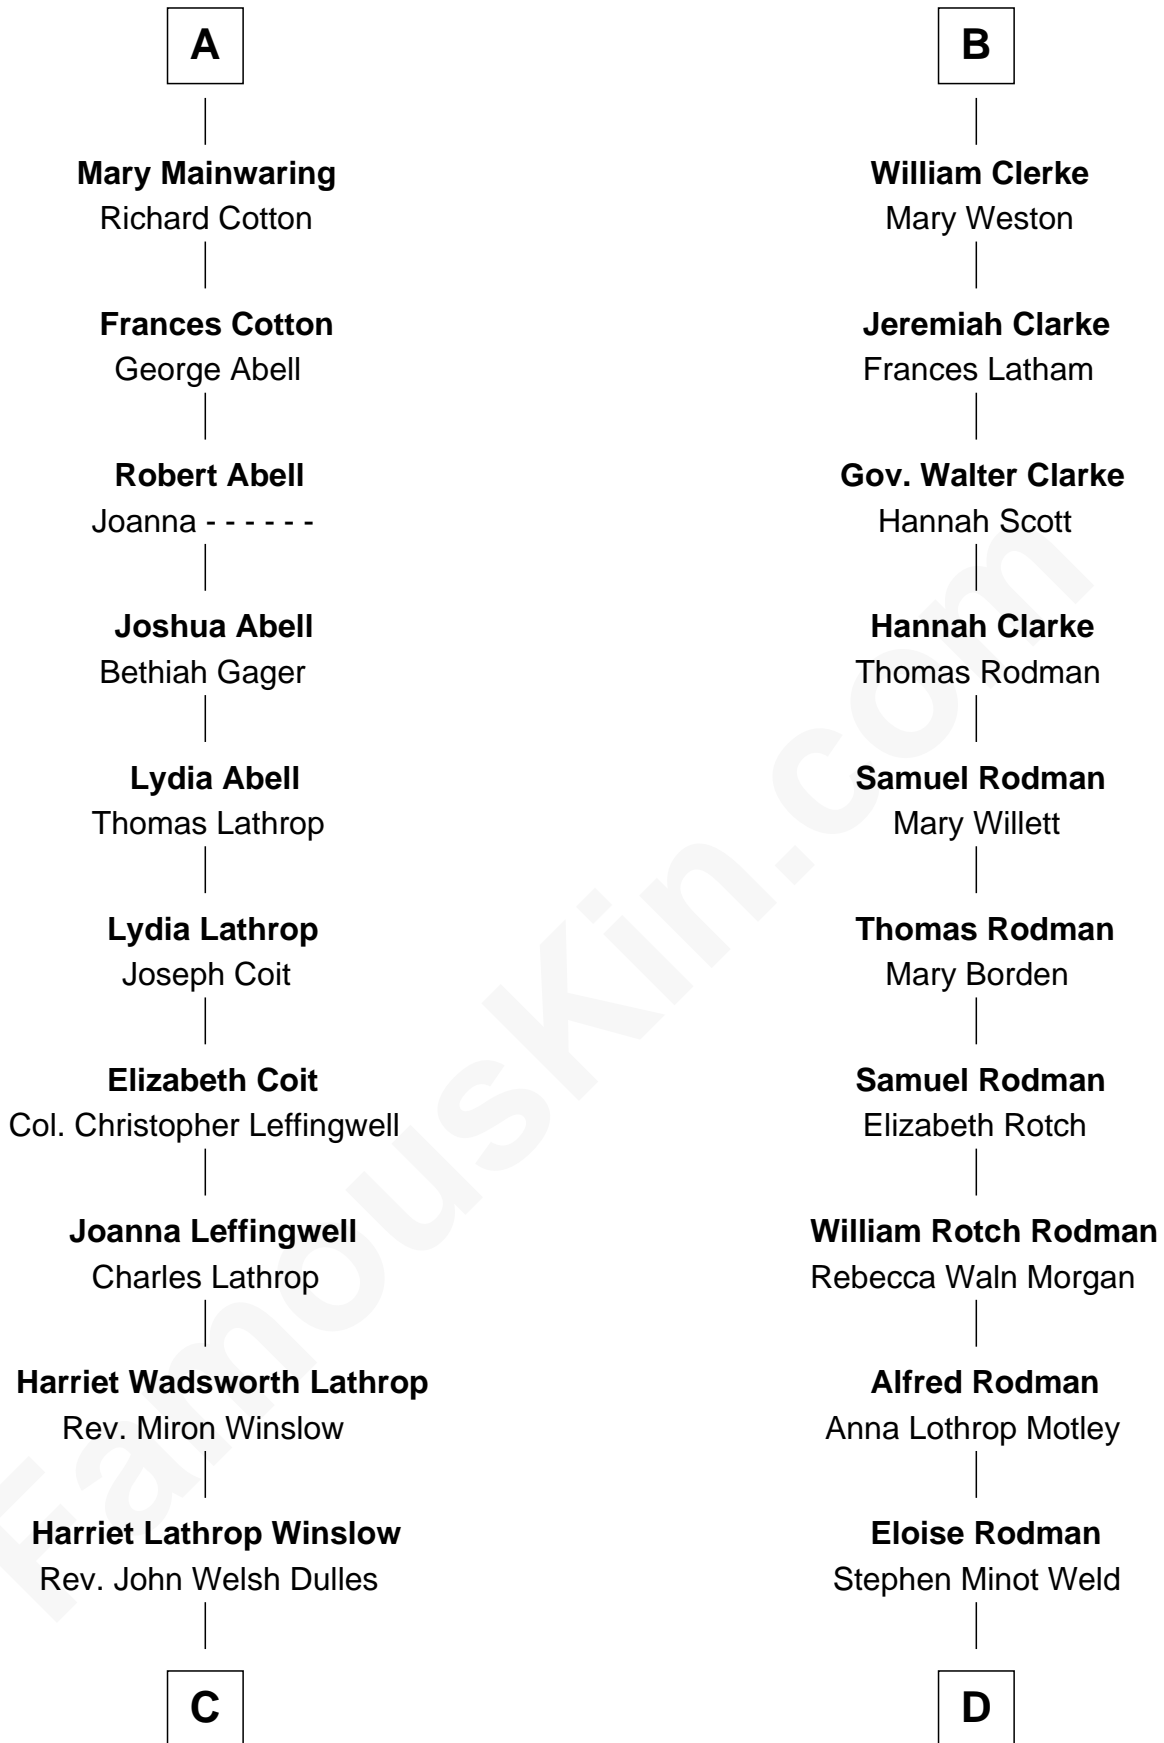 A
Mary Mainwaring
Richard Cotton
Frances Cotton
George Abell
Robert Abell
Joanna - - - - - -
Joshua Abell
Bethiah Gager
Lydia Abell
Thomas Lathrop
Lydia Lathrop
Joseph Coit
Elizabeth Coit
Col. Christopher Leffingwell
Joanna Leffingwell
Charles Lathrop
Harriet Wadsworth Lathrop
Rev. Miron Winslow
Harriet Lathrop Winslow
Rev. John Welsh Dulles
C
B
William Clerke
Mary Weston
Jeremiah Clarke
Frances Latham
Gov. Walter Clarke
Hannah Scott
Hannah Clarke
Thomas Rodman
Samuel Rodman
Mary Willett
Thomas Rodman
Mary Borden
Samuel Rodman
Elizabeth Rotch
William Rotch Rodman
Rebecca Waln Morgan
Alfred Rodman
Anna Lothrop Motley
Eloise Rodman
Stephen Minot Weld
D
FamousKin.com